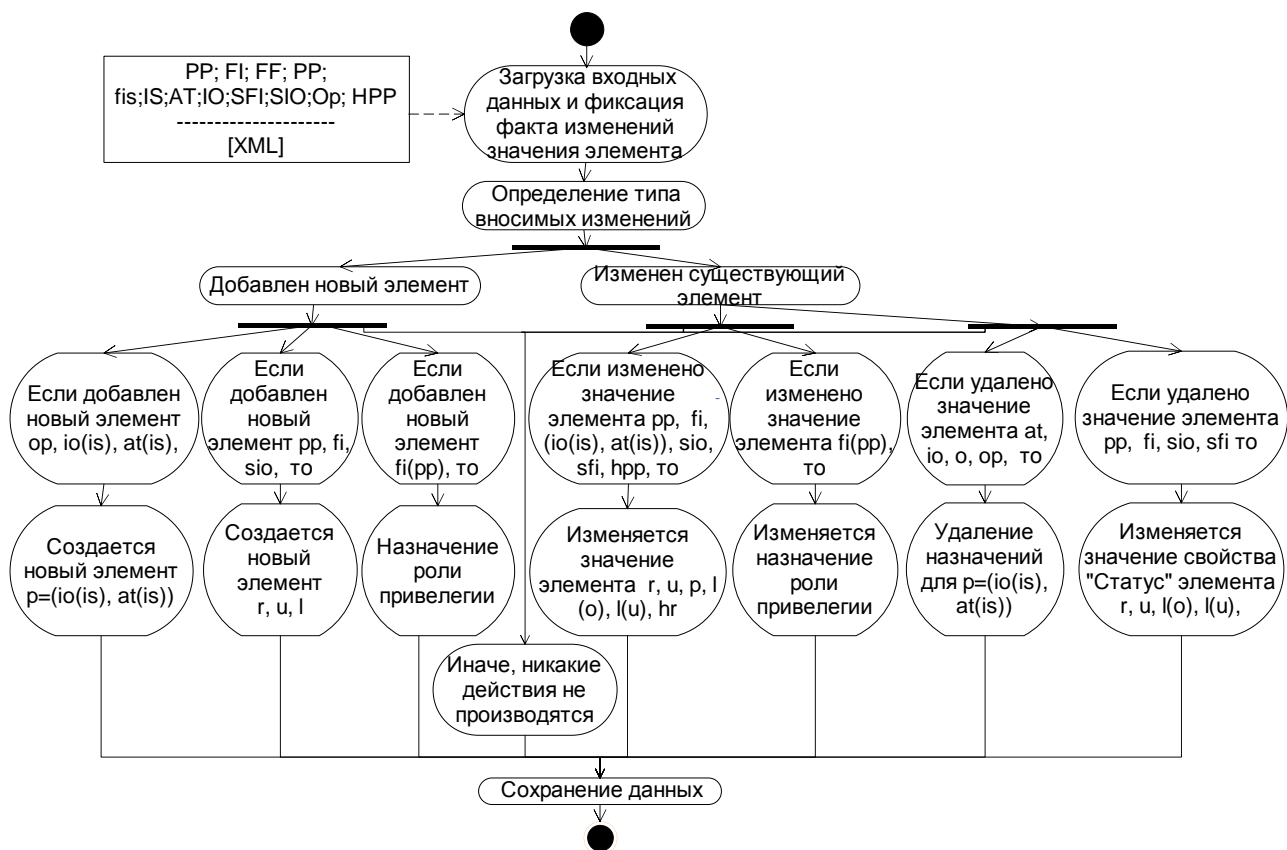 PP; FI; FF; PP;
fis;IS;AT;IO;SFI;SIO;Op; HPP
---------------------
[XML]
Загрузка входных
данных и фиксация
факта изменений
значения элемента
Определение типа
вносимых изменений
Добавлен новый элемент
Изменен существующий
элемент
Если добавлен
новый элемент
op, io(is), at(is),
Если
добавлен
новый
элемент pp, fi,
sio, то
Если
добавлен
новый
элемент
fi(pp), то
Если изменено
значение
элемента pp, fi,
(io(is), at(is)), sio,
sfi, hpp, то
Если
изменено
значение
элемента fi(pp),
то
Если удалено
значение
элемента at,
io, o, op, то
Если удалено
значение элемента
pp, fi, sio, sfi то
Создается
новый элемент
p=(io(is), at(is))
Создается
новый
элемент
r, u, l
Назначение
роли
привелегии
Изменяется
значение
элемента r, u, p, l
(o), l(u), hr
Изменяется
назначение
роли
привелегии
Удаление
назначений
для p=(io(is),
at(is))
Изменяется
значение свойства
"Статус" элемента
r, u, l(o), l(u),
Иначе, никакие
действия не
производятся
Сохранение данных